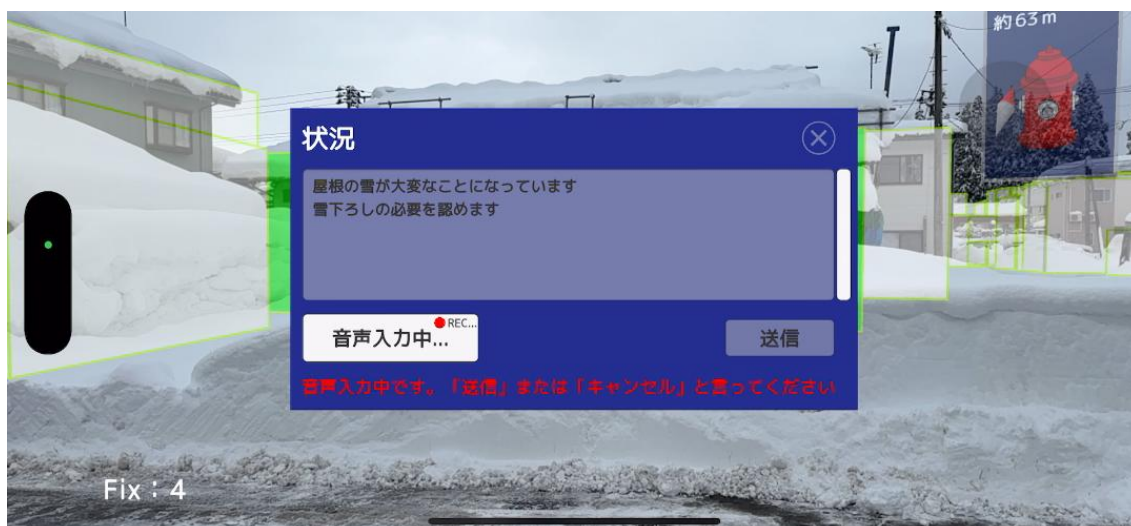 約63m
状況
屋根の雪が大変なことになっています
雪下ろしの必要を認めます
REC...
音声入力中...
送信
音声入力中です。「送信」または「キャンセル」と言ってください
Fix：4